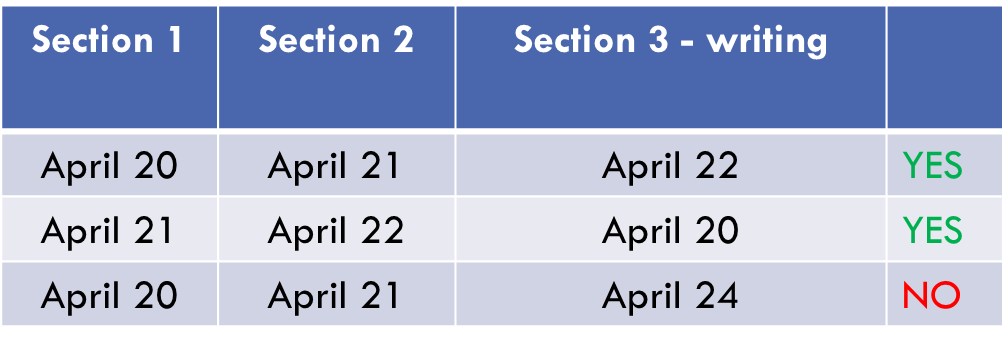 Section 1 Section 2 Section 3 - writing
April 20 April 21 April 22 YES
April 21 April 22 April 20 YES
April 20 April 21 April 24 NO